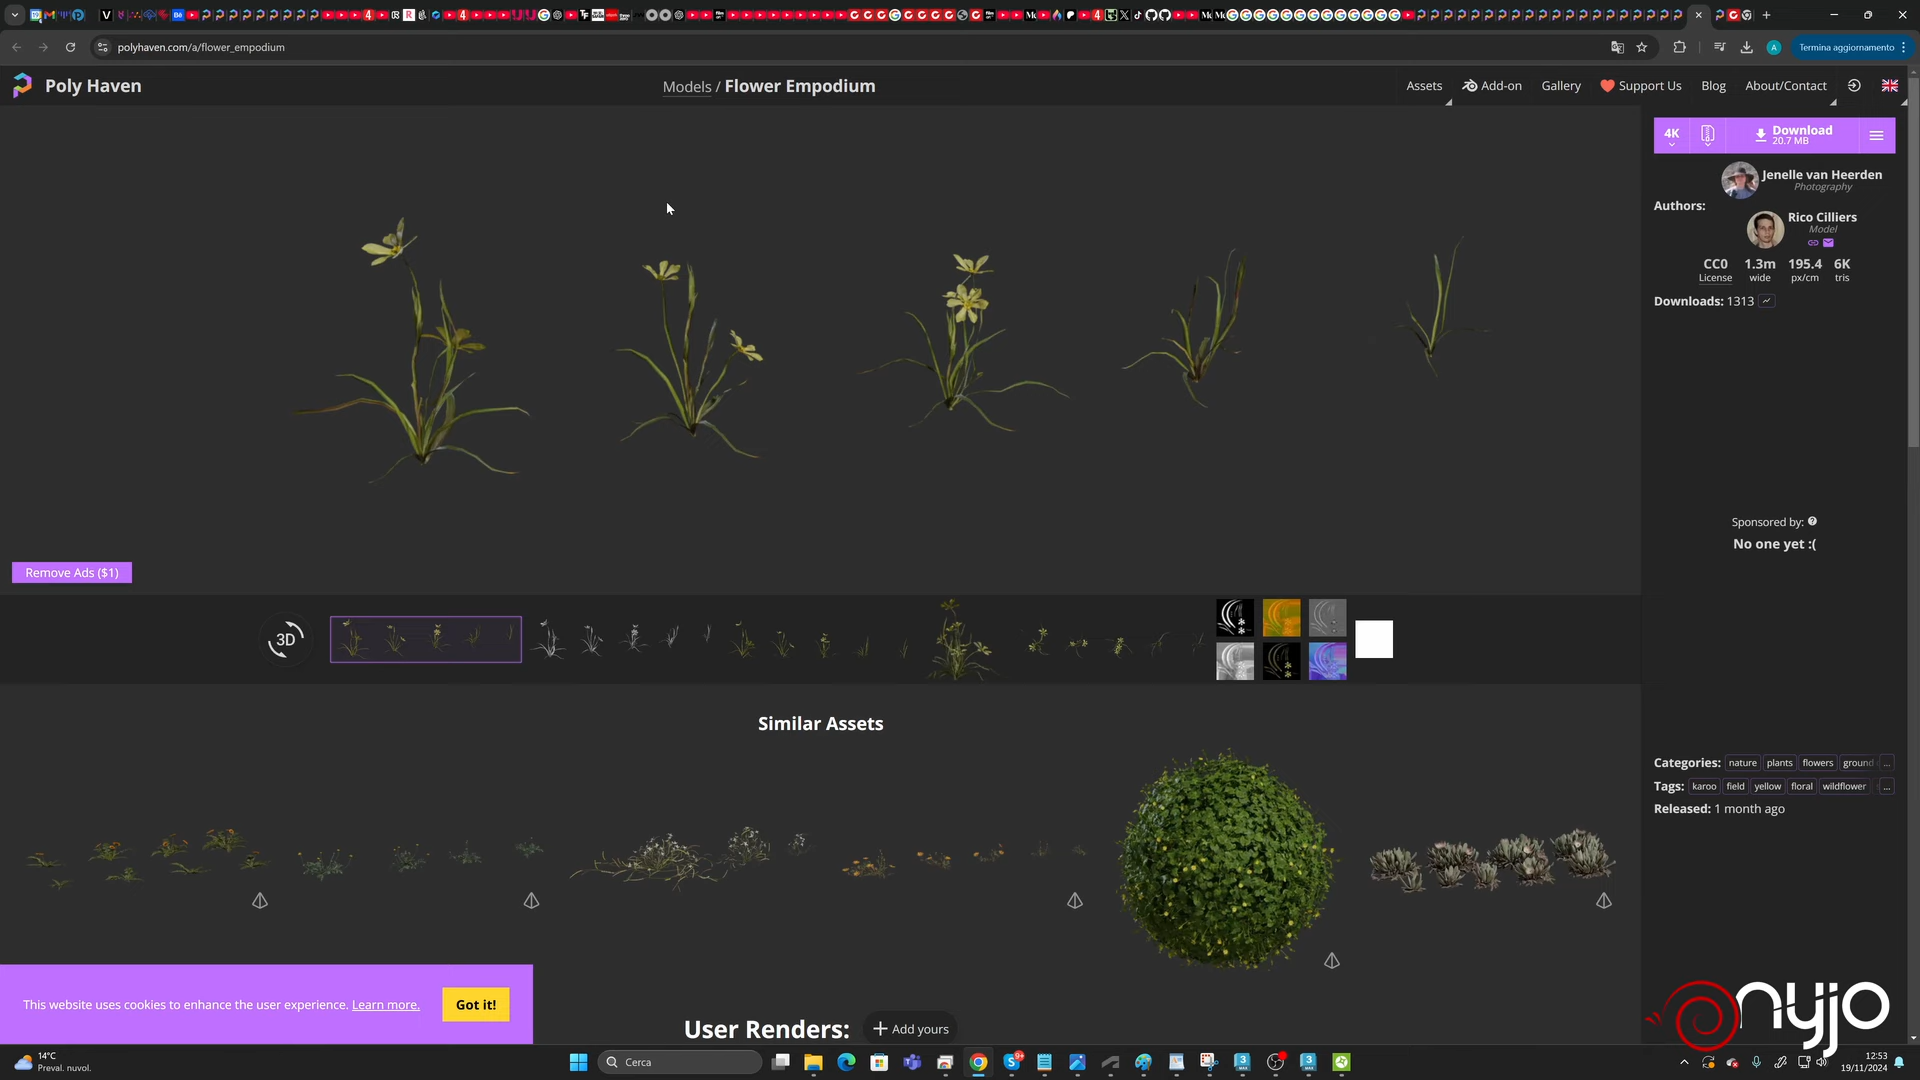 polyhaven.com/a/flower_empodium
Termina aggiornamento
Poly Haven
Models / Flower Empodium
Assets
Add-on
Gallery
Support Us
Blog
About/Contact
4K
Download
20.7 MB
Authors:
Jenelle van Heerden
Photography
Rico Cilliers
Model
CC0 1.3m 195.4 6K
License wide px/cm tris
Downloads: 1313
Sponsored by:
No one yet :(
Remove Ads ($1)
3D
Similar Assets
Categories: nature plants flowers ground ...
Tags: karoo field yellow floral wildflower ...
Released: 1 month ago
This website uses cookies to enhance the user experience. Learn more.
Got it!
User Renders:
Add yours
nyjo
14°C
Preval. nuvol.
Cerca
12:53
19/11/2024